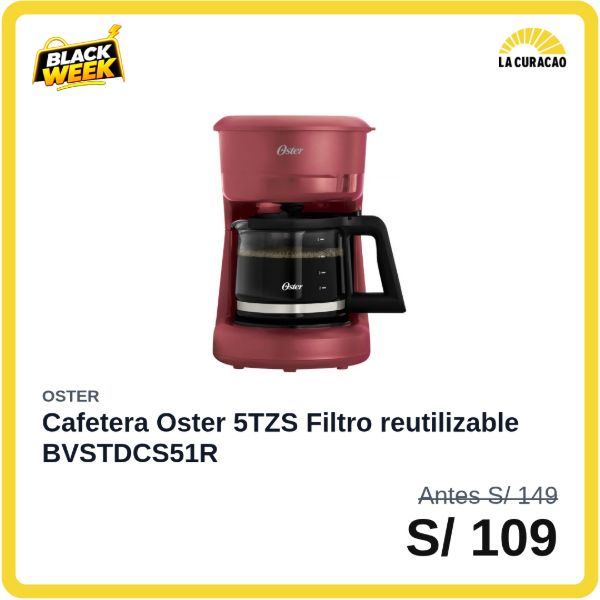 BLACK
WEEK
LA CURACAO
Oster
Oster
OSTER
Cafetera Oster 5TZS Filtro reutilizable
BVSTDCS51R
Antes S/ 149
S/ 109